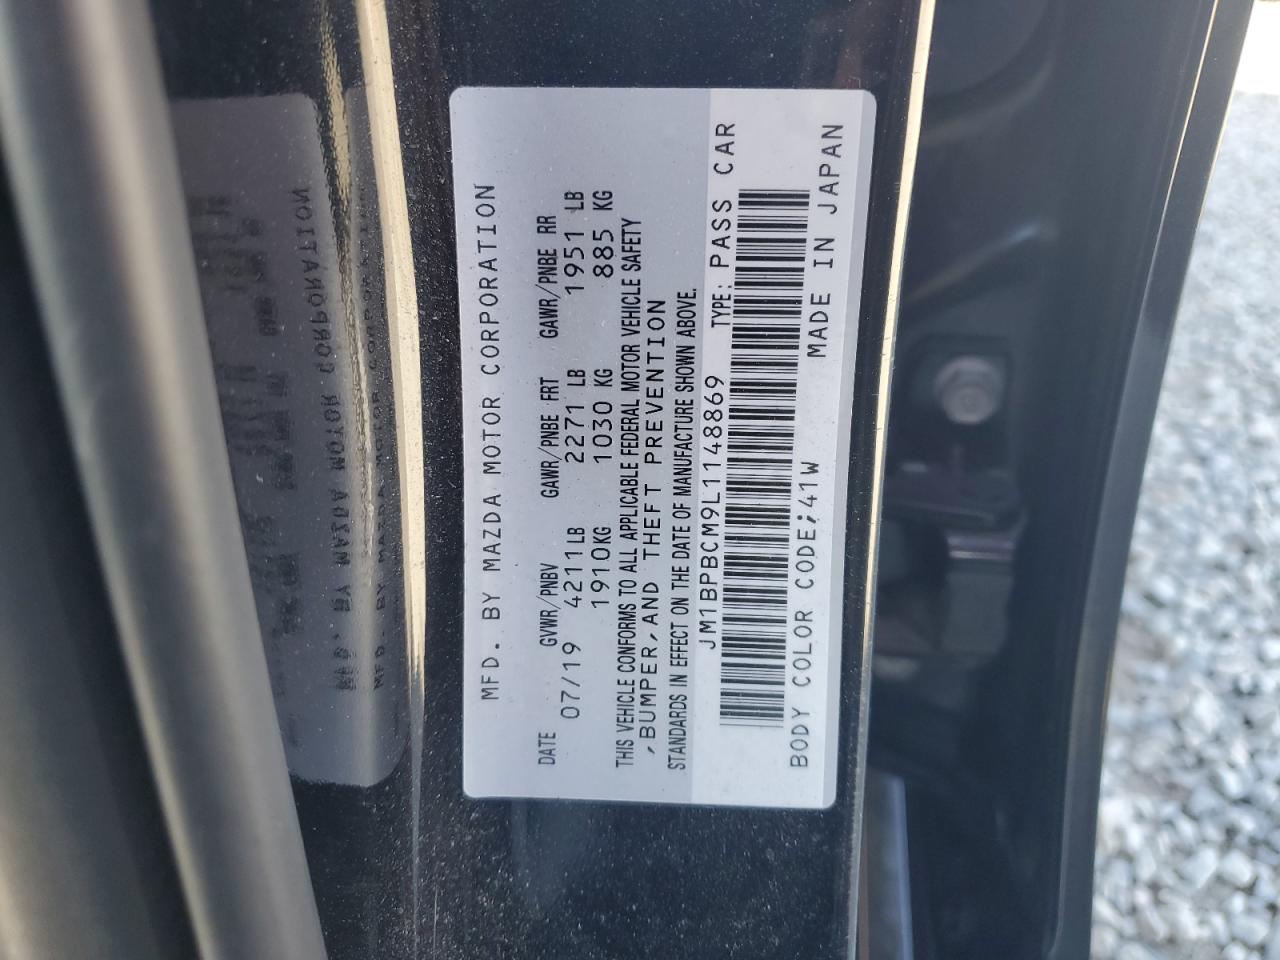 MFD. BY MAZDA MOTOR CORPORATION
DATE GVWR/PNBV GAWR/PNBE FRT GAWR/PNBE RR
07/19 4211LB 2271 LB 1951 LB
1910KG 1030 KG 885 KG
THIS VEHICLE CONFORMS TO ALL APPLICABLE FEDERAL MOTOR VEHICLE SAFETY
,BUMPER,AND THEFT PREVENTION
STANDARDS IN EFFECT ON THE DATE OF MANUFACTURE SHOWN ABOVE.
JM1BPBCM9L1148869 TYPE: PASS CAR
BODY COLOR CODE;41W MADE IN JAPAN